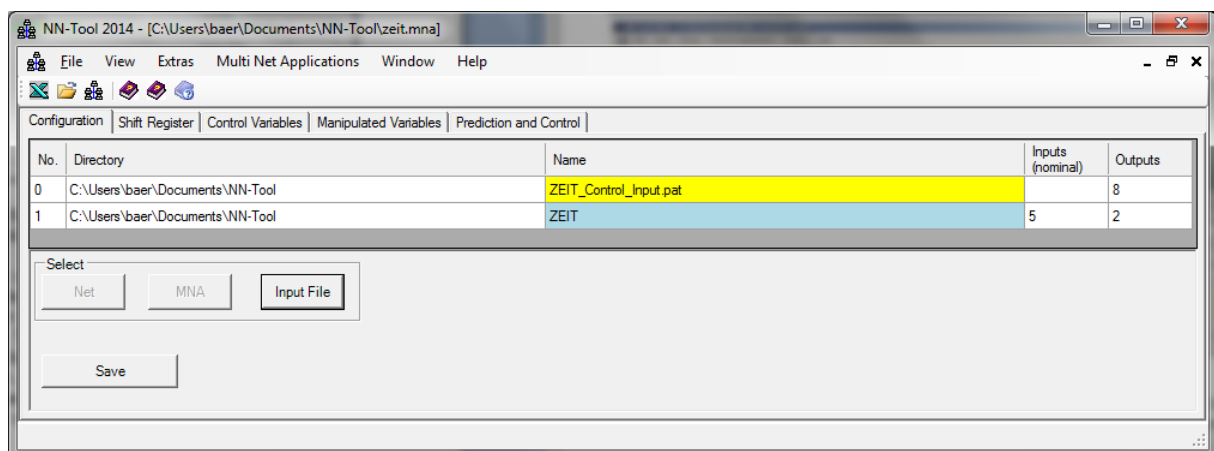 NN-Tool 2014 - [C:\Users\baer\Documents\NN-Tool\zeit.mna]
File View Extras Multi Net Applications Window Help
Configuration Shift Register Control Variables Manipulated Variables Prediction and Control
No. Directory Name Inputs (nominal) Outputs
0 C:\Users\baer\Documents\NN-Tool ZEIT_Control_Input.pat 8
1 C:\Users\baer\Documents\NN-Tool ZEIT 5 2
Select
Net MNA Input File
Save